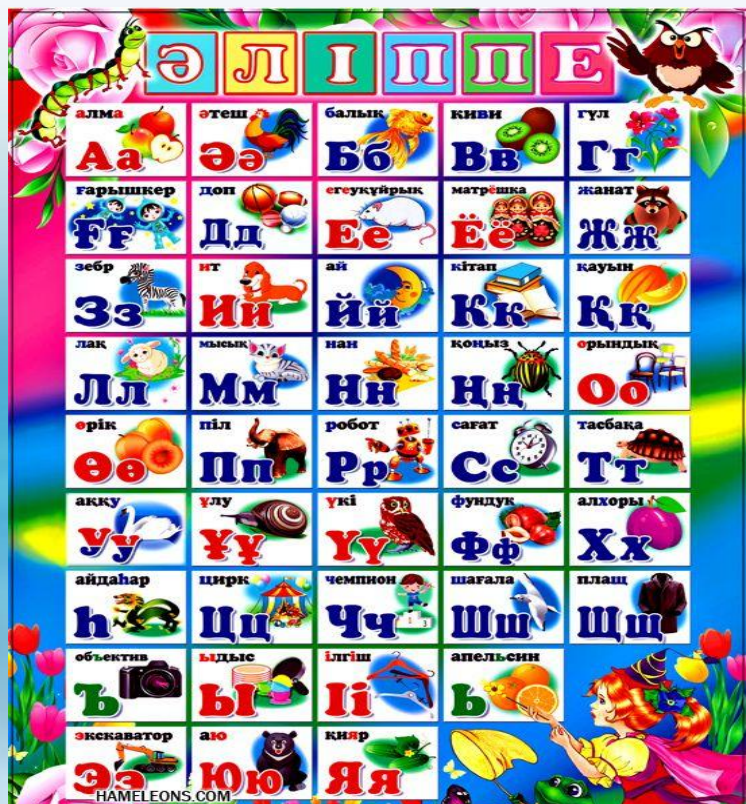 ӘЛІППЕ
алма әтеш балық киви гүл
Аа Әә Бб Вв Гг
ғарышкер доп егеуқұйрық матрёшка жанат
Ғғ Дд Ее Ёё Жж
зебр ит ай кітап қауын
Зз Ии Йй Кк Ққ
лақ мысық нан қоңыз орындық
Лл Мм Нн Ңң Оо
өрік піл робот сағат тасбақа
Өө Пп Рр Сс Тт
аққу ұлу үкі фундук алхоры
Уу Ұұ Үү Фф Хх
айдаһар цирк чемпион шағала плащ
һ Цц Чч Шш Щщ
объектив ыдыс ілгіш апельсин
Ъ Ы Іі Ь
экскаватор аю қияр
Ээ Юю Яя
HAMELEONS.COM